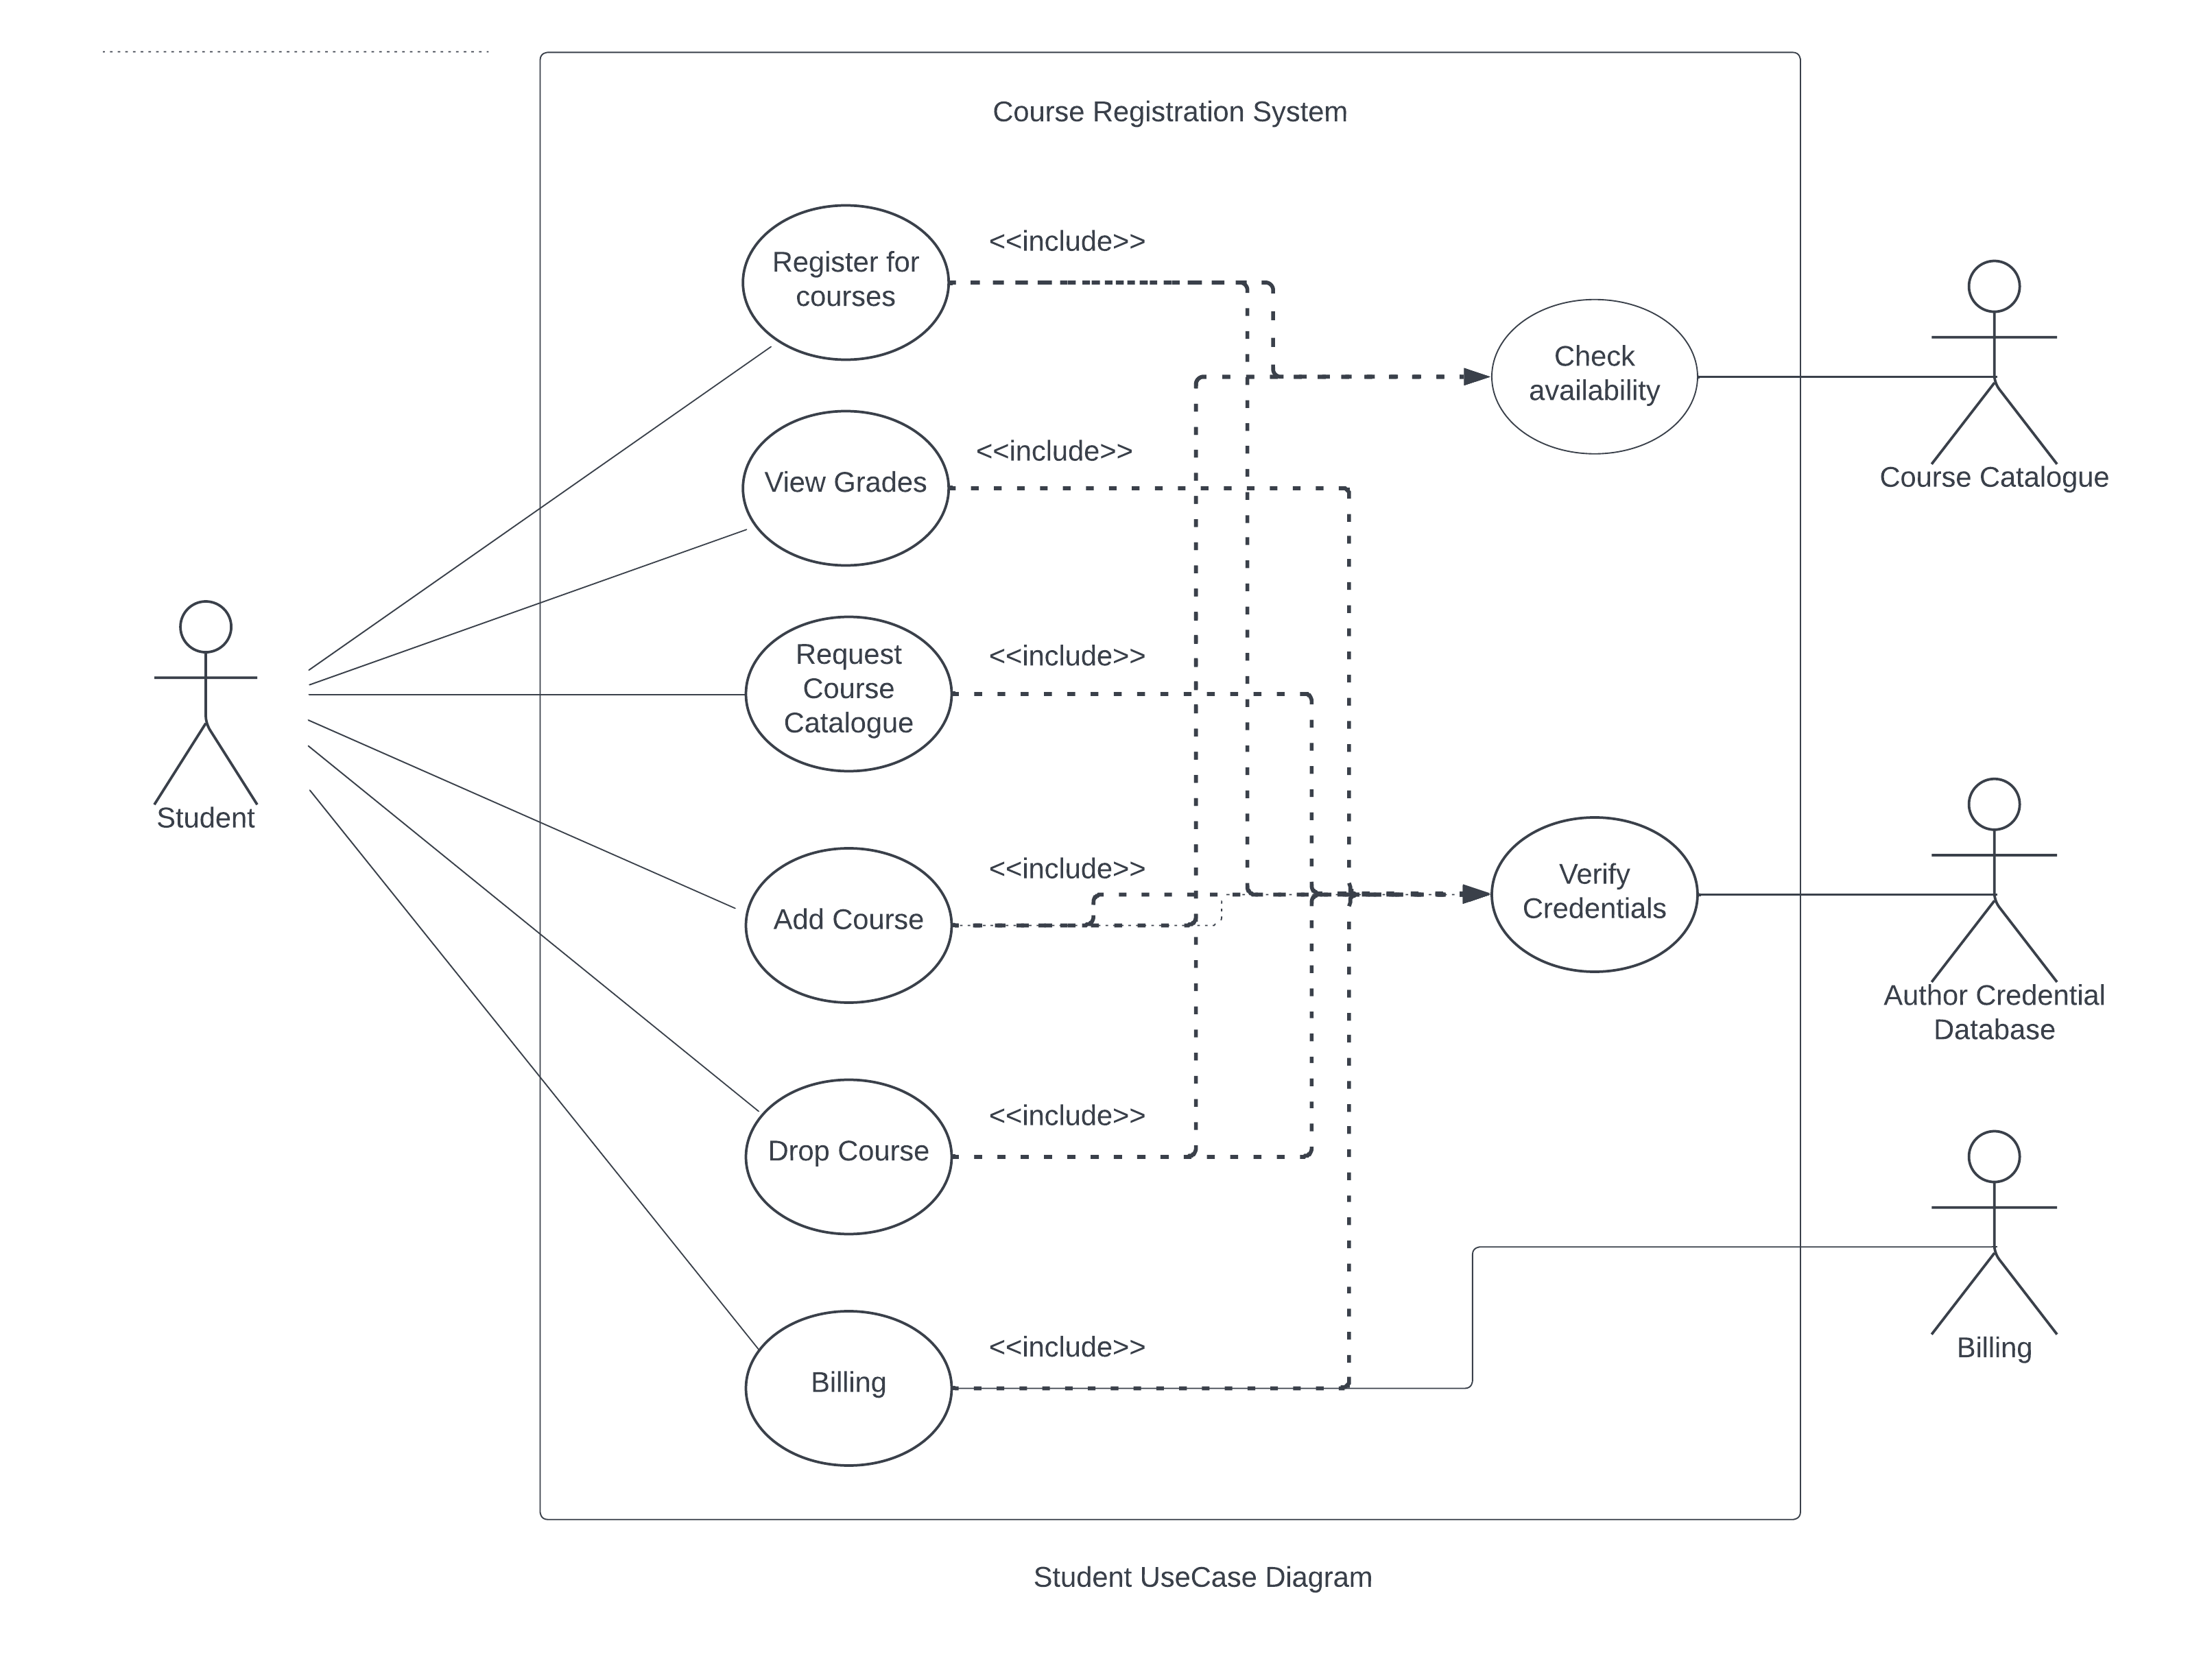 Course Registration System
Register for
courses
<<include>>
Check
availability
Course Catalogue
View Grades
<<include>>
Request
Course
Catalogue
<<include>>
Student
Add Course
<<include>>
Verify
Credentials
Author Credential
Database
Drop Course
<<include>>
Billing
<<include>>
Billing
Student UseCase Diagram